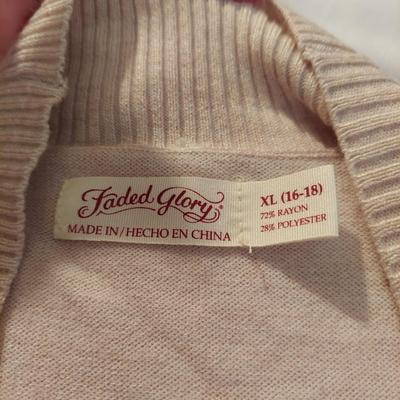 Faded Glory®
MADE IN/HECHO EN CHINA
XL (16-18)
72% RAYON
28% POLYESTER